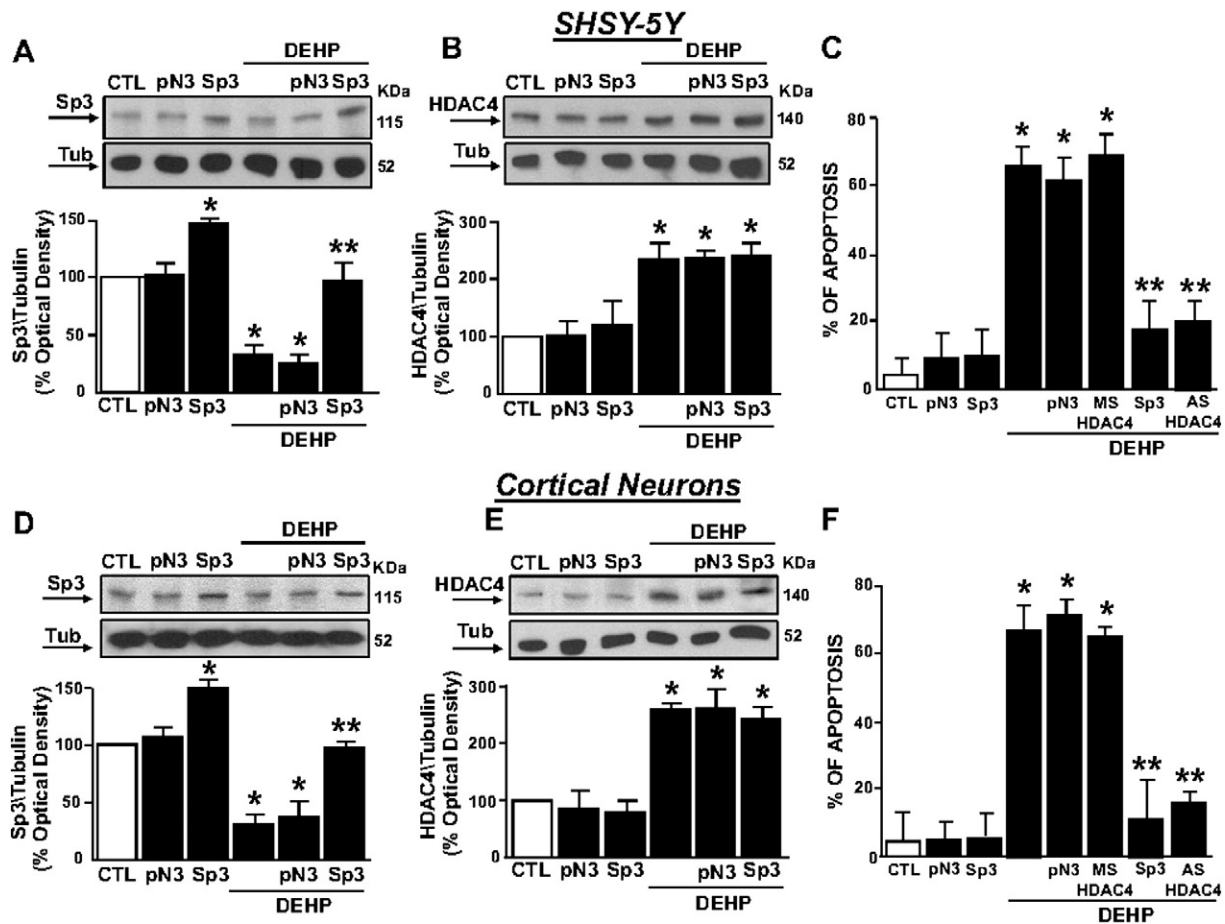 SHSY-5Y
A
DEHP
CTL pN3 Sp3 pN3 Sp3 KDa
Sp3 115
Tub 52
Sp3\Tubulin
(% Optical Density)
150
100
50
0
* * * **
CTL pN3 Sp3 pN3 Sp3
DEHP
B
DEHP
CTL pN3 Sp3 pN3 Sp3 KDa
HDAC4 140
Tub 52
HDAC4\Tubulin
(% Optical Density)
300
200
100
0
* * *
CTL pN3 Sp3 pN3 Sp3
DEHP
C
% OF APOPTOSIS
80
60
40
20
0
* * * ** **
CTL pN3 Sp3 pN3 MS Sp3 AS
HDAC4 HDAC4
DEHP
Cortical Neurons
D
DEHP
CTL pN3 Sp3 pN3 Sp3 KDa
Sp3 115
Tub 52
Sp3\Tubulin
(% Optical Density)
150
100
50
0
* * * **
CTL pN3 Sp3 pN3 Sp3
DEHP
E
DEHP
CTL pN3 Sp3 pN3 Sp3 KDa
HDAC4 140
Tub 52
HDAC4\Tubulin
(% Optical Density)
300
200
100
0
* * *
CTL pN3 Sp3 pN3 Sp3
DEHP
F
% OF APOPTOSIS
80
60
40
20
0
* * * ** **
CTL pN3 Sp3 pN3 MS Sp3 AS
HDAC4 HDAC4
DEHP